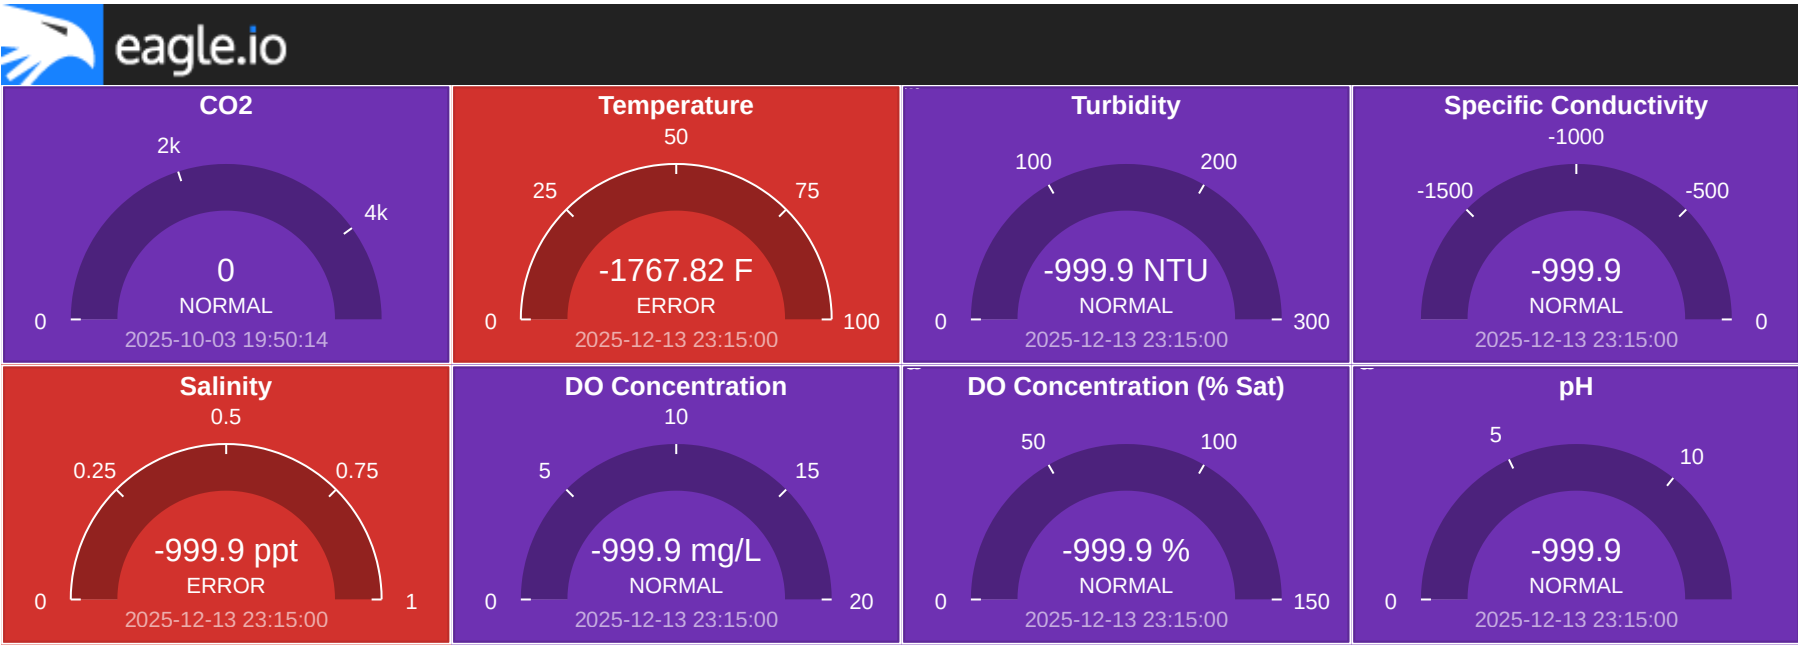 eagle.io
CO2
2k
4k
0
NORMAL
0
2025-10-03 19:50:14
Temperature
50
25
75
-1767.82 F
ERROR
0
100
2025-12-13 23:15:00
Turbidity
100
200
-999.9 NTU
NORMAL
0
300
2025-12-13 23:15:00
Specific Conductivity
-1000
-1500
-500
-999.9
NORMAL
0
2025-12-13 23:15:00
Salinity
0.5
0.25
0.75
-999.9 ppt
ERROR
0
1
2025-12-13 23:15:00
DO Concentration
10
5
15
-999.9 mg/L
NORMAL
0
20
2025-12-13 23:15:00
DO Concentration (% Sat)
50
100
-999.9 %
NORMAL
0
150
2025-12-13 23:15:00
pH
5
10
-999.9
NORMAL
0
2025-12-13 23:15:00